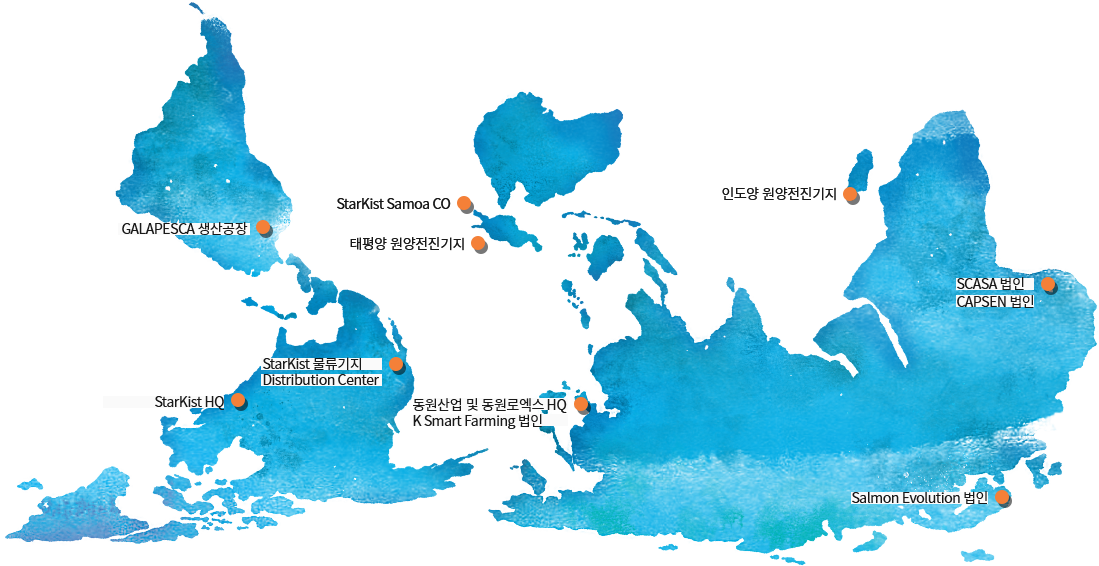 인도양 원양전진기지
StarKist Samoa CO
GALAPESCA 생산공장
태평양 원양전진기지
SCASA 법인
CAPSEN 법인
StarKist 물류기지
Distribution Center
StarKist HQ
동원산업 및 동원로엑스 HQ
K Smart Farming 법인
Salmon Evolution 법인